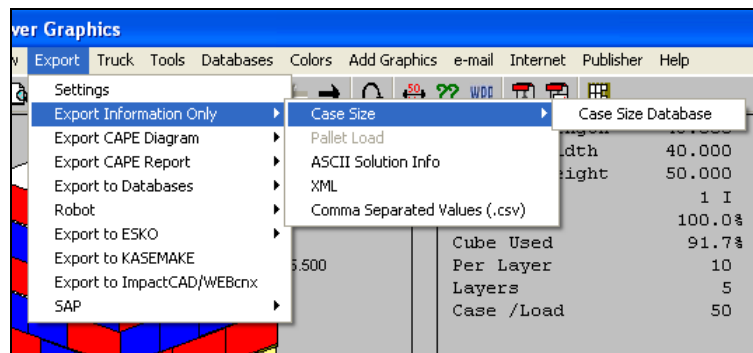 ver Graphics
w Export Truck Tools Databases Colors Add Graphics e-mail Internet Publisher Help
50 ?? WPD
Settings
Export Information Only
Export CAPE Diagram
Export CAPE Report
Export to Databases
Robot
Export to ESKO
Export to KASEMAKE
Export to ImpactCAD/WEBcnx
SAP
Case Size
Pallet Load
ASCII Solution Info
XML
Comma Separated Values (.csv)
Case Size Database
dth 40.000
ight 50.000
1 I
100.0%
Cube Used 91.7%
5.500
Per Layer 10
Layers 5
Case /Load 50